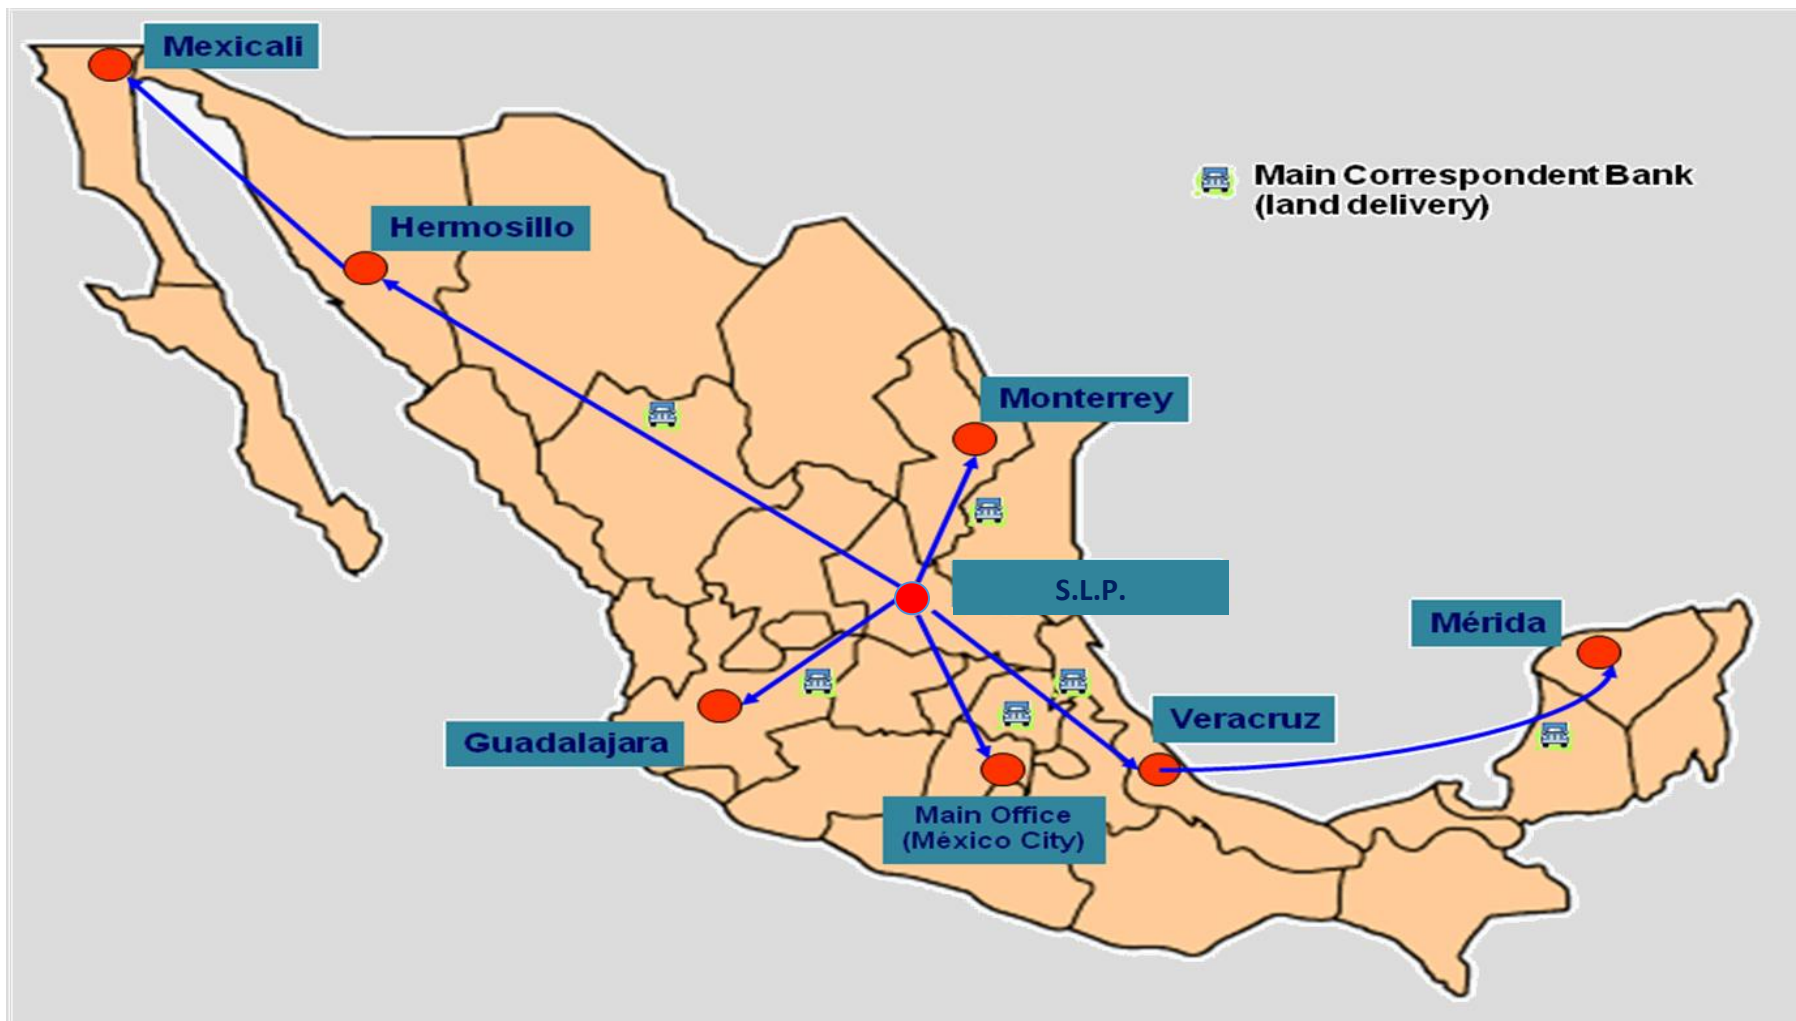 Mexicali
Main Correspondent Bank
(land delivery)
Hermosillo
Monterrey
S.L.P.
Mérida
Veracruz
Guadalajara
Main Office
(México City)